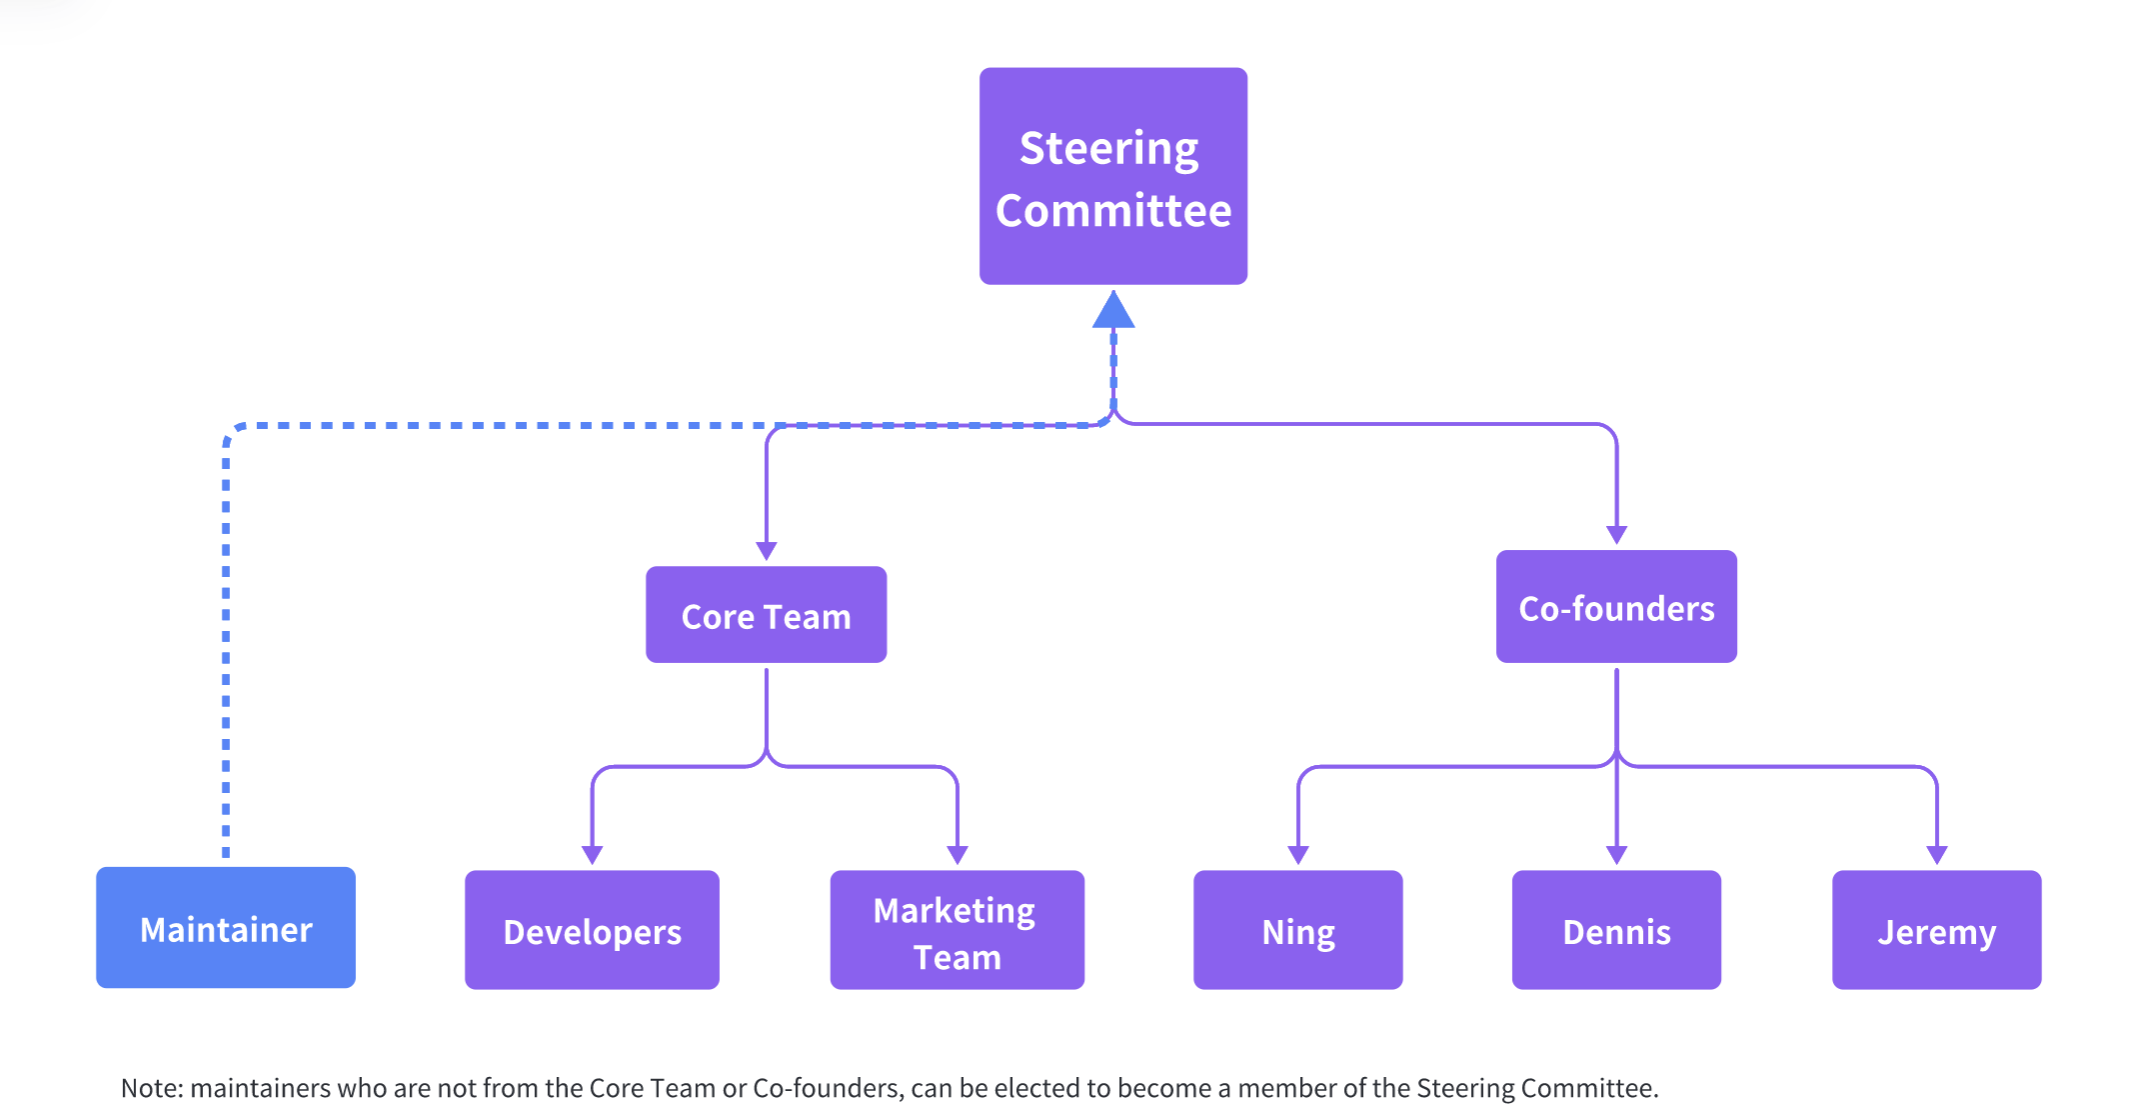 Steering
Committee
Core Team
Co-founders
Maintainer
Developers
Marketing
Team
Ning
Dennis
Jeremy
Note: maintainers who are not from the Core Team or Co-founders, can be elected to become a member of the Steering Committee.